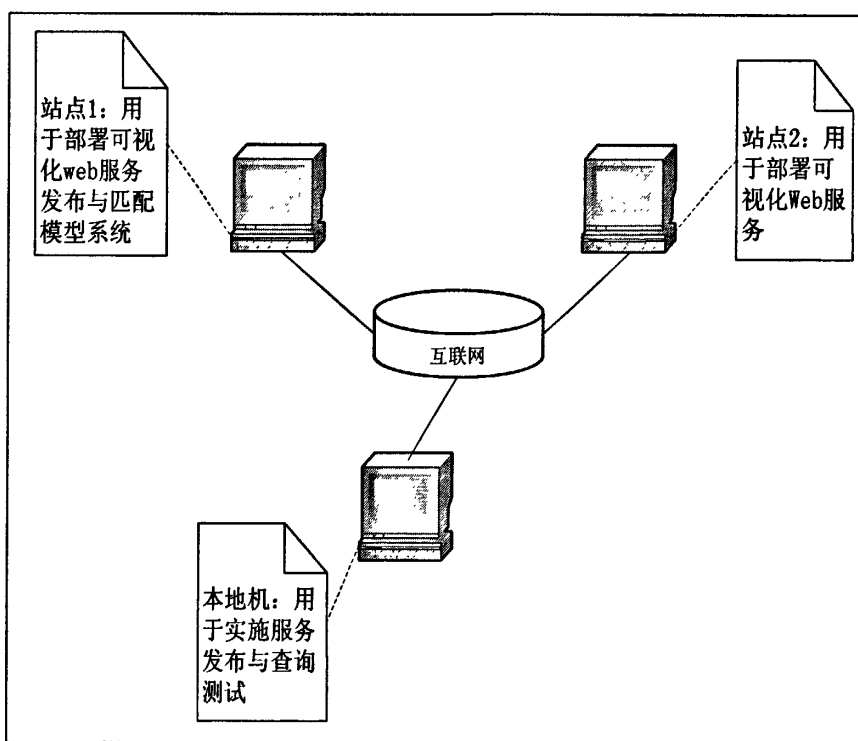 站点1：用
于部署可视
化web服务
发布与匹配
模型系统
站点2：用
于部署可
视化Web服
务
互联网
本地机：用
于实施服务
发布与查询
测试